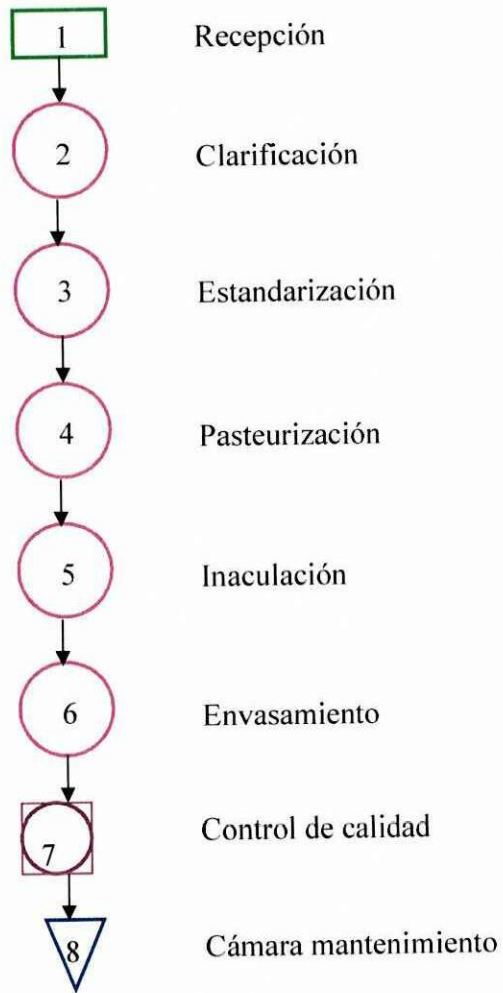 1 Recepción
2 Clarificación
3 Estandarización
4 Pasteurización
5 Inaculación
6 Envasamiento
7 Control de calidad
8 Cámara mantenimiento